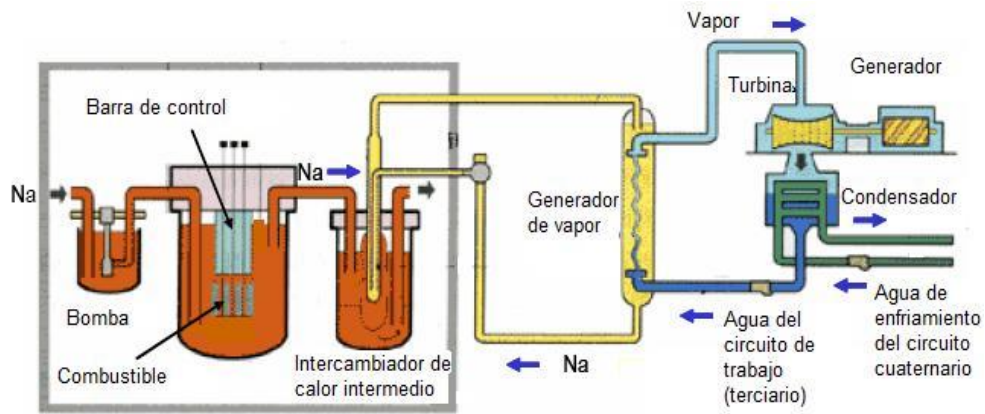 Vapor
Generador
Turbina
Barra de control
Na
Na
Generador
de vapor
Condensador
Bomba
Combustible
Intercambiador de
calor intermedio
Na
Agua del
circuito de
trabajo
(terciario)
Agua de
enfriamiento
del circuito
cuaternario